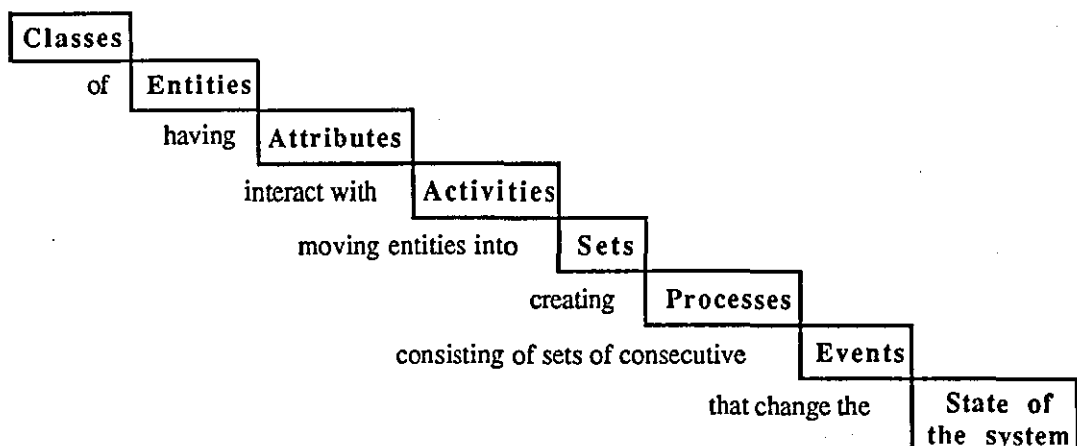 Classes
of Entities
having Attributes
interact with Activities
moving entities into Sets
creating Processes
consisting of sets of consecutive Events
that change the State of
the system